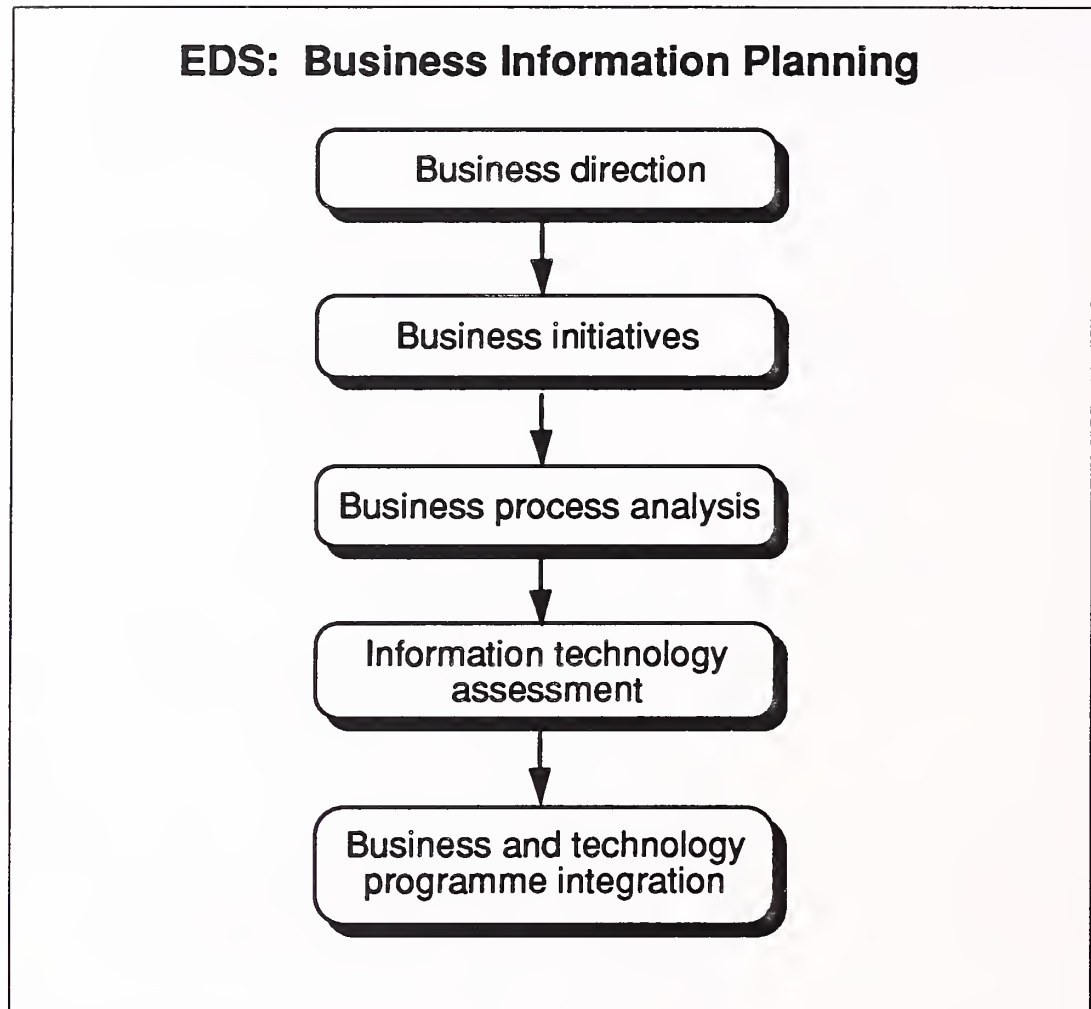 EDS: Business Information Planning
Business direction
Business initiatives
Business process analysis
Information technology
assessment
Business and technology
programme integration